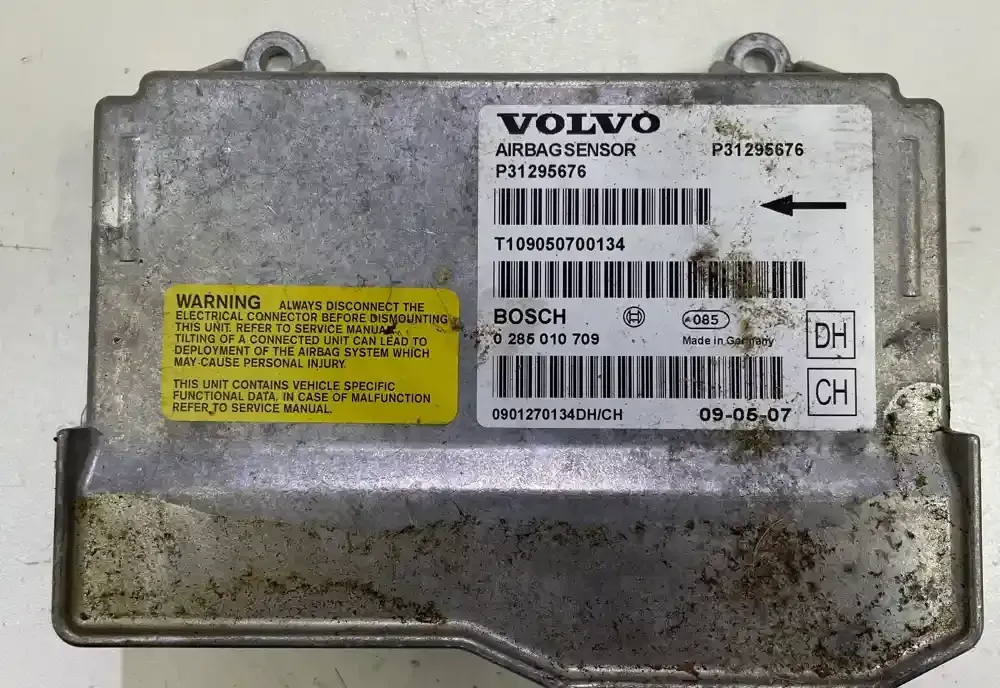 VOLVO
AIRBAG SENSOR P31295676
P31295676
T109050700134
BOSCH 085
0 285 010 709 Made in Germany
DH
CH
0901270134DH/CH 09-05-07
WARNING ALWAYS DISCONNECT THE
ELECTRICAL CONNECTOR BEFORE DISMOUNTING
THIS UNIT. REFER TO SERVICE MANUAL.
TILTING OF A CONNECTED UNIT CAN LEAD TO
DEPLOYMENT OF THE AIRBAG SYSTEM WHICH
MAY CAUSE PERSONAL INJURY.
THIS UNIT CONTAINS VEHICLE SPECIFIC
FUNCTIONAL DATA, IN CASE OF MALFUNCTION
REFER TO SERVICE MANUAL.